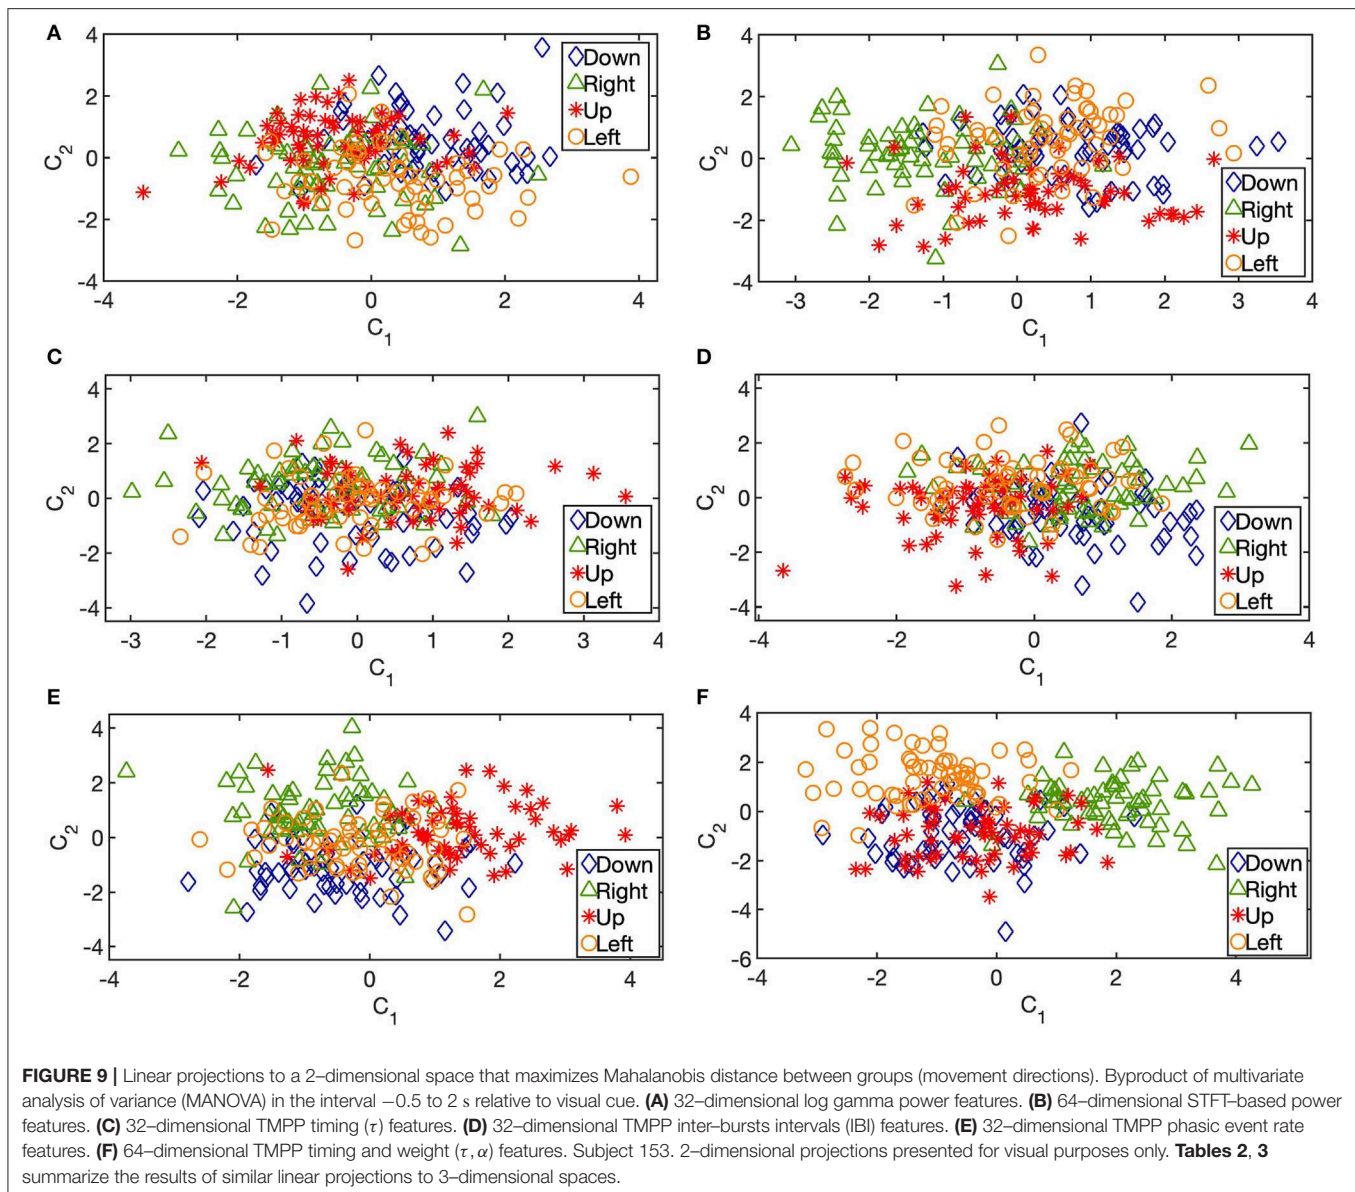 A
4
2
0
-2
-4
-4
-2
0
2
4
C2
C1
Down
Right
Up
Left
B
4
2
0
-2
-4
-3
-2
-1
0
1
2
3
4
C2
C1
Down
Right
Up
Left
C
4
2
0
-2
-4
-3
-2
-1
0
1
2
3
4
C2
C1
Down
Right
Up
Left
D
4
2
0
-2
-4
-4
-2
0
2
4
C2
C1
Down
Right
Up
Left
E
4
2
0
-2
-4
-4
-2
0
2
4
C2
C1
Down
Right
Up
Left
F
4
2
0
-2
-4
-6
-4
-2
0
2
4
C2
C1
Down
Right
Up
Left
FIGURE 9 | Linear projections to a 2–dimensional space that maximizes Mahalanobis distance between groups (movement directions). Byproduct of multivariate
analysis of variance (MANOVA) in the interval −0.5 to 2 s relative to visual cue. (A) 32–dimensional log gamma power features. (B) 64–dimensional STFT–based power
features. (C) 32–dimensional TMPP timing (τ) features. (D) 32–dimensional TMPP inter–bursts intervals (IBI) features. (E) 32–dimensional TMPP phasic event rate
features. (F) 64–dimensional TMPP timing and weight (τ, α) features. Subject 153. 2–dimensional projections presented for visual purposes only. Tables 2, 3
summarize the results of similar linear projections to 3–dimensional spaces.